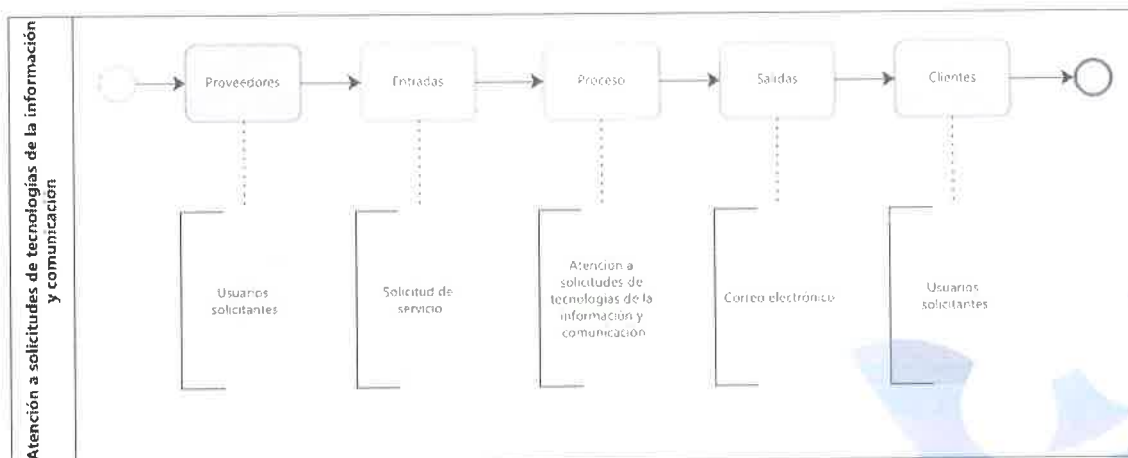 Atención a solicitudes de tecnologías de la información
y comunicación
Proveedores
Entradas
Proceso
Salidas
Clientes
Usuarios
solicitantes
Solicitud de
servicio
Atención a
solicitudes de
tecnologías de la
información y
comunicación
Correo electrónico
Usuarios
solicitantes